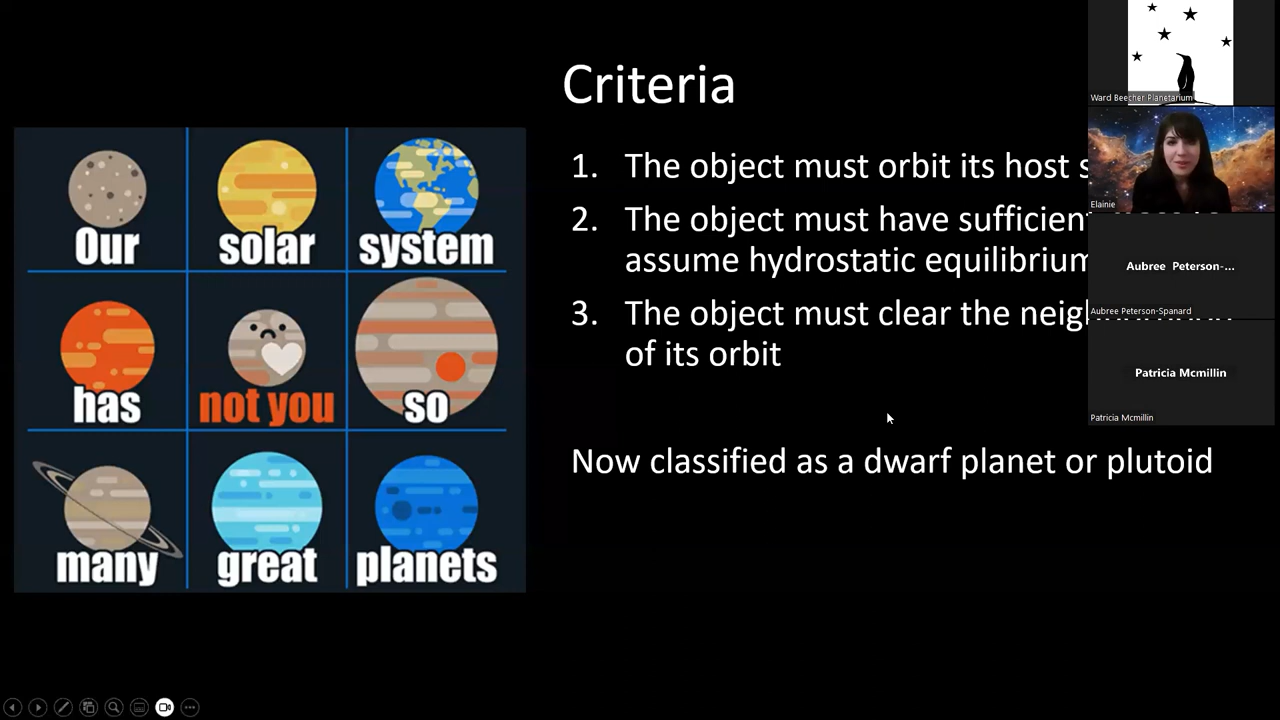 Criteria
Our solar system
has not you so
many great planets
1. The object must orbit its host
2. The object must have
assume hydrostatic equilibrium
3. The object must clear the
of its orbit
Now classified as a dwarf planet or plutoid
Ward Beecher Planetarium
Elainie
Aubree Peterson-...
Aubree Peterson-Spanard
Patricia Mcmillin
Patricia Mcmillin